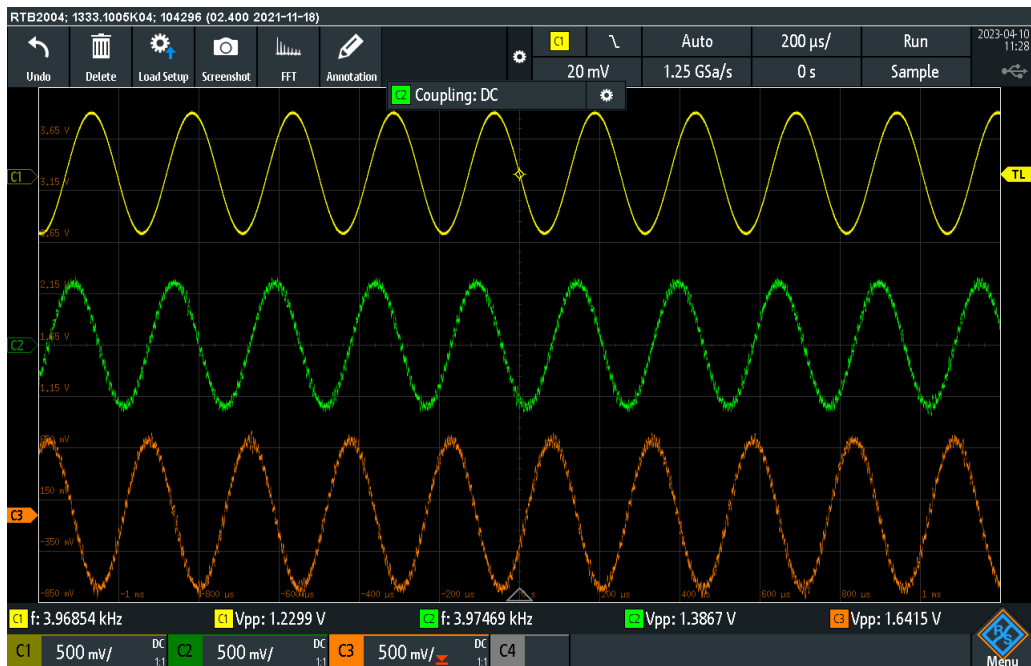 RTB2004; 1333.1005K04; 104296 (02.400 2021-11-18)
Undo
Delete
Load Setup
Screenshot
FFT
Annotation
C1
Auto
200 µs/
Run
2023-04-10
11:28
20 mV
1.25 GSa/s
0 s
Sample
C2 Coupling: DC
3.65 V
C1
3.15 V
TL
2.15 V
C2
1.65 V
1.15 V
150 mV
C3
-350 mV
-850 mV
-1 ms
-800 µs
-600 µs
-400 µs
-200 µs
200 µs
400 µs
600 µs
800 µs
1 ms
C1 f: 3.96854 kHz
C1 Vpp: 1.2299 V
C2 f: 3.97469 kHz
C2 Vpp: 1.3867 V
C3 Vpp: 1.6415 V
C1 500 mV/ DC 1:1
C2 500 mV/ DC 1:1
C3 500 mV/ DC 1:1
C4
R&S
Menu